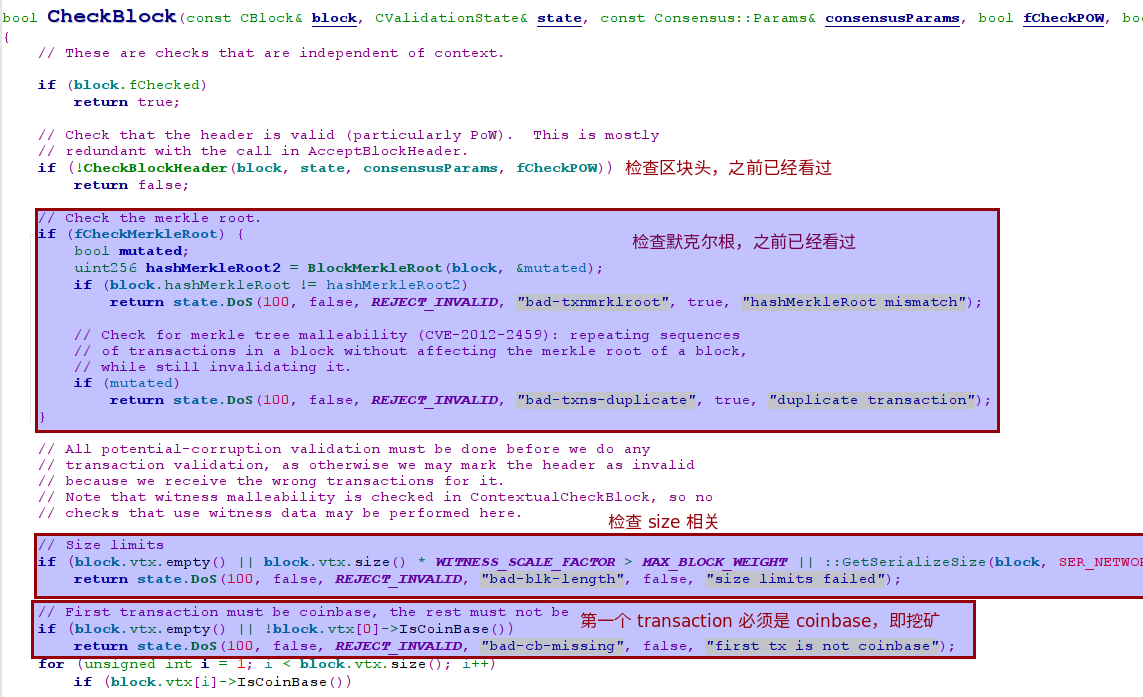 bool CheckBlock(const CBlock& block, CValidationState& state, const Consensus::Params& consensusParams, bool fCheckPOW,
{
// These are checks that are independent of context.
if (block.fChecked)
return true;
// Check that the header is valid (particularly PoW).  This is mostly
// redundant with the call in AcceptBlockHeader.
if (!CheckBlockHeader(block, state, consensusParams, fCheckPOW)) 检查区块头，之前已经看过
return false;
// Check the merkle root.
if (fCheckMerkleRoot) {
检查默克尔根，之前已经看过
bool mutated;
uint256 hashMerkleRoot2 = BlockMerkleRoot(block, &mutated);
if (block.hashMerkleRoot != hashMerkleRoot2)
return state.DoS(100, false, REJECT_INVALID, "bad-txnmrklroot", true, "hashMerkleRoot mismatch");
// Check for merkle tree malleability (CVE-2012-2459): repeating sequences
// of transactions in a block without affecting the merkle root of a block,
// while still invalidating it.
if (mutated)
return state.DoS(100, false, REJECT_INVALID, "bad-txns-duplicate", true, "duplicate transaction");
}
// All potential-corruption validation must be done before we do any
// transaction validation, as otherwise we may mark the header as invalid
// because we receive the wrong transactions for it.
// Note that witness malleability is checked in ContextualCheckBlock, so no
// checks that use witness data may be performed here.
检查 size 相关
// Size limits
if (block.vtx.empty() || block.vtx.size() * WITNESS_SCALE_FACTOR > MAX_BLOCK_WEIGHT || ::GetSerializeSize(block,
return state.DoS(100, false, REJECT_INVALID, "bad-blk-length", false, "size limits failed");
// First transaction must be coinbase, the rest must not be
第一个 transaction 必须是 coinbase，即挖矿
if (block.vtx.empty() || !block.vtx[0]->IsCoinBase())
return state.DoS(100, false, REJECT_INVALID, "bad-cb-missing", false, "first tx is not coinbase");
for (unsigned int i = 1; i < block.vtx.size(); i++)
if (block.vtx[i]->IsCoinBase())